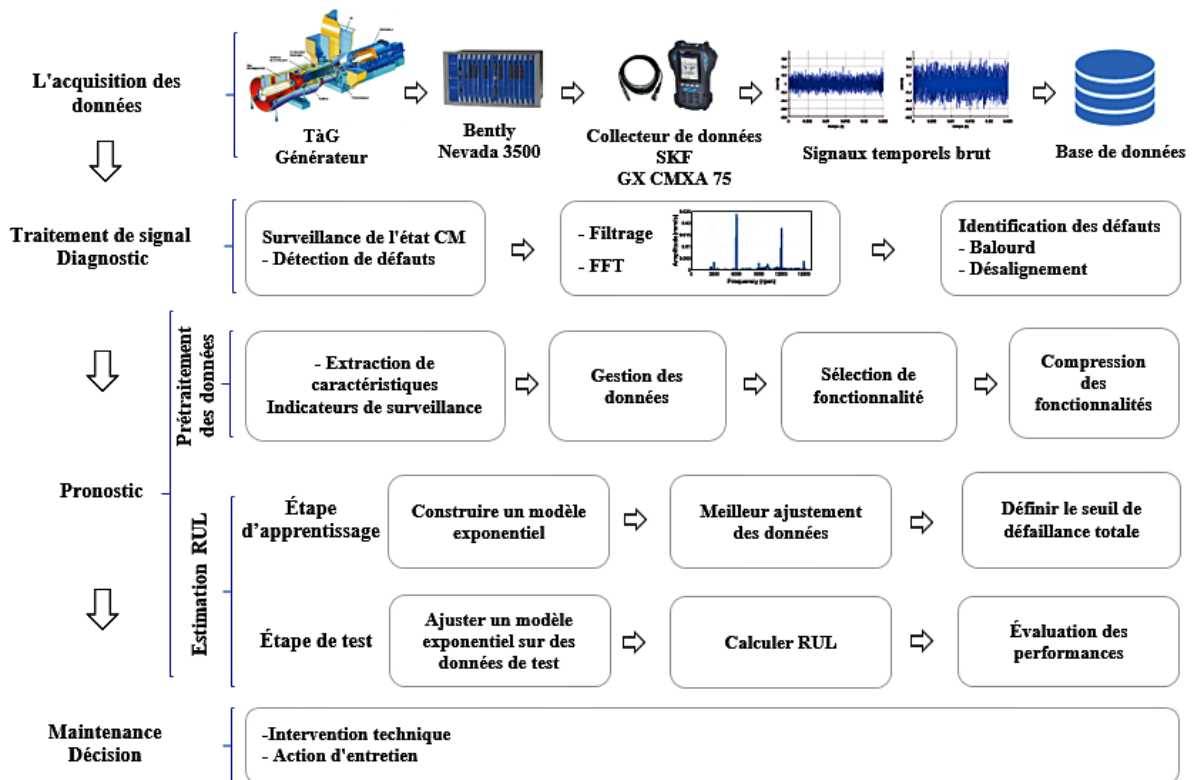 L'acquisition des
données
TàG
Générateur
Bently
Nevada 3500
Collecteur de données
SKF
GX CMXA 75
Signaux temporels brut
Base de données
Traitement de signal
Diagnostic
Surveillance de l'état CM
- Détection de défauts
- Filtrage
- FFT
Amplitude [mm/s]
Frequency [rpm]
Identification des défauts
- Balourd
- Désalignement
Pronostic
Prétraitement
des données
- Extraction de
caractéristiques
Indicateurs de surveillance
Gestion des
données
Sélection de
fonctionnalité
Compression
des
fonctionnalités
Estimation RUL
Étape
d'apprentissage
Construire un modèle
exponentiel
Meilleur ajustement
des données
Définir le seuil de
défaillance totale
Étape de test
Ajuster un modèle
exponentiel sur des
données de test
Calculer RUL
Évaluation des
performances
Maintenance
Décision
-Intervention technique
- Action d'entretien